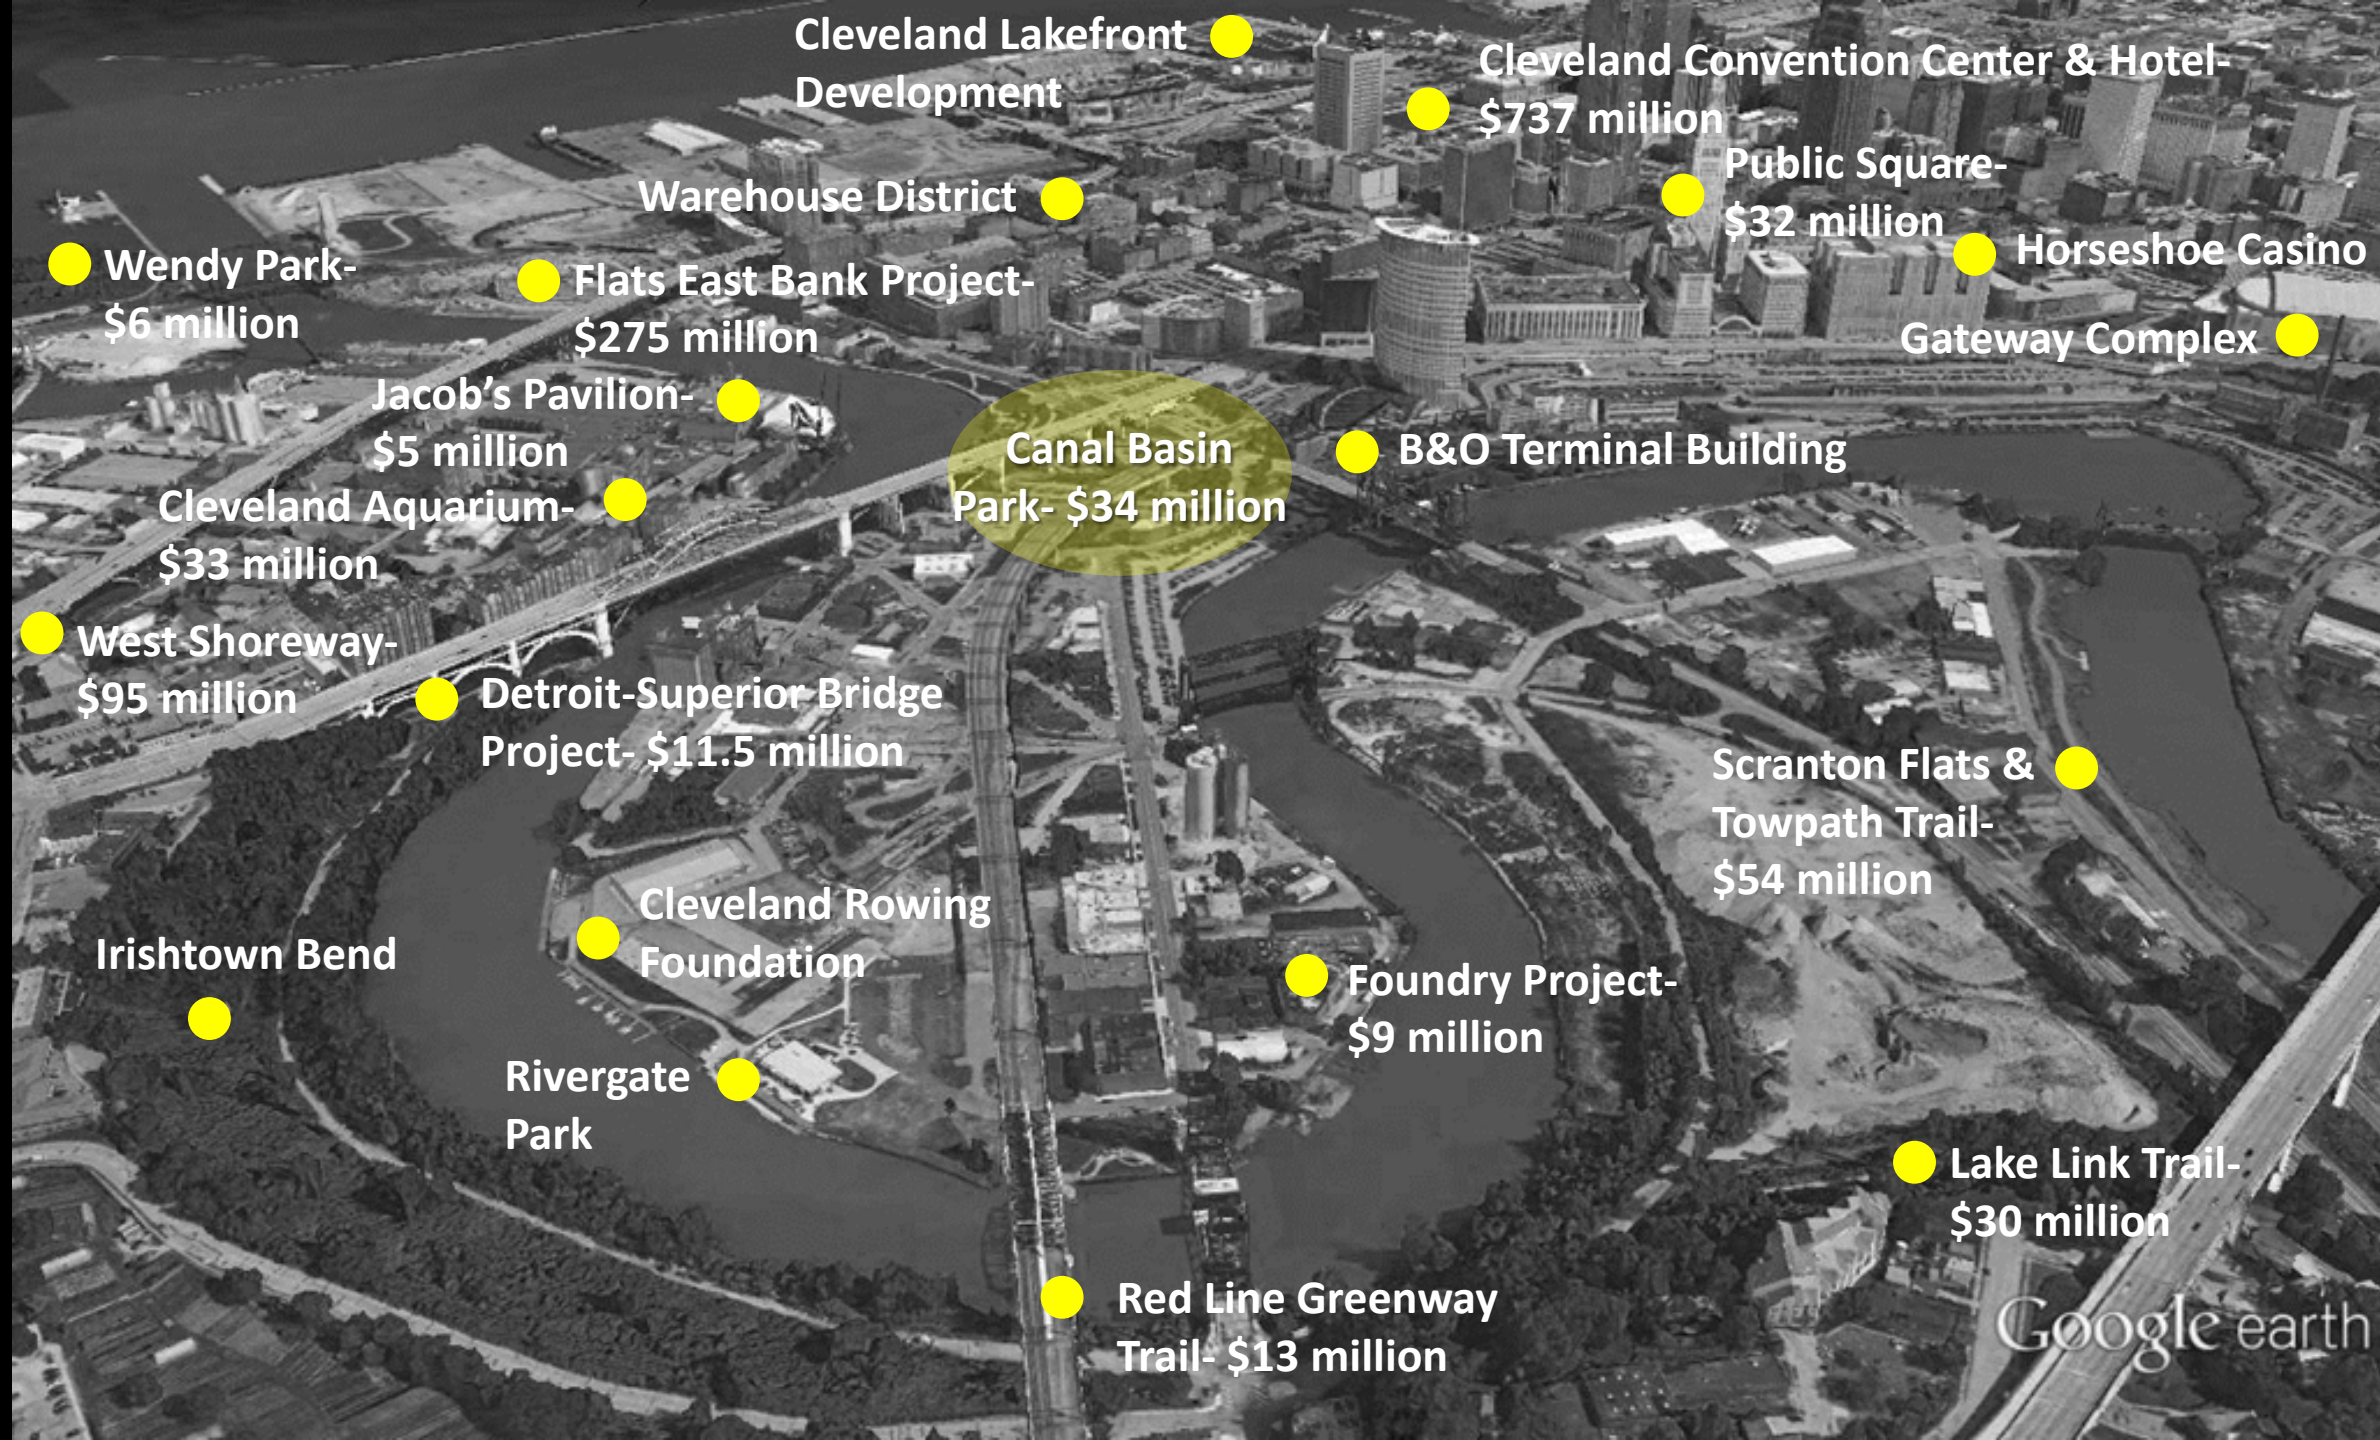 Cleveland Lakefront
Development
Cleveland Convention Center & Hotel-
$737 million
Warehouse District
Public Square-
$32 million
Wendy Park-
$6 million
Flats East Bank Project-
$275 million
Horseshoe Casino
Gateway Complex
Jacob’s Pavilion-
$5 million
Canal Basin
Park- $34 million
B&O Terminal Building
Cleveland Aquarium-
$33 million
West Shoreway-
$95 million
Detroit-Superior Bridge
Project- $11.5 million
Scranton Flats &
Towpath Trail-
$54 million
Cleveland Rowing
Foundation
Irishtown Bend
Foundry Project-
$9 million
Rivergate
Park
Lake Link Trail-
$30 million
Red Line Greenway
Trail- $13 million
Google earth